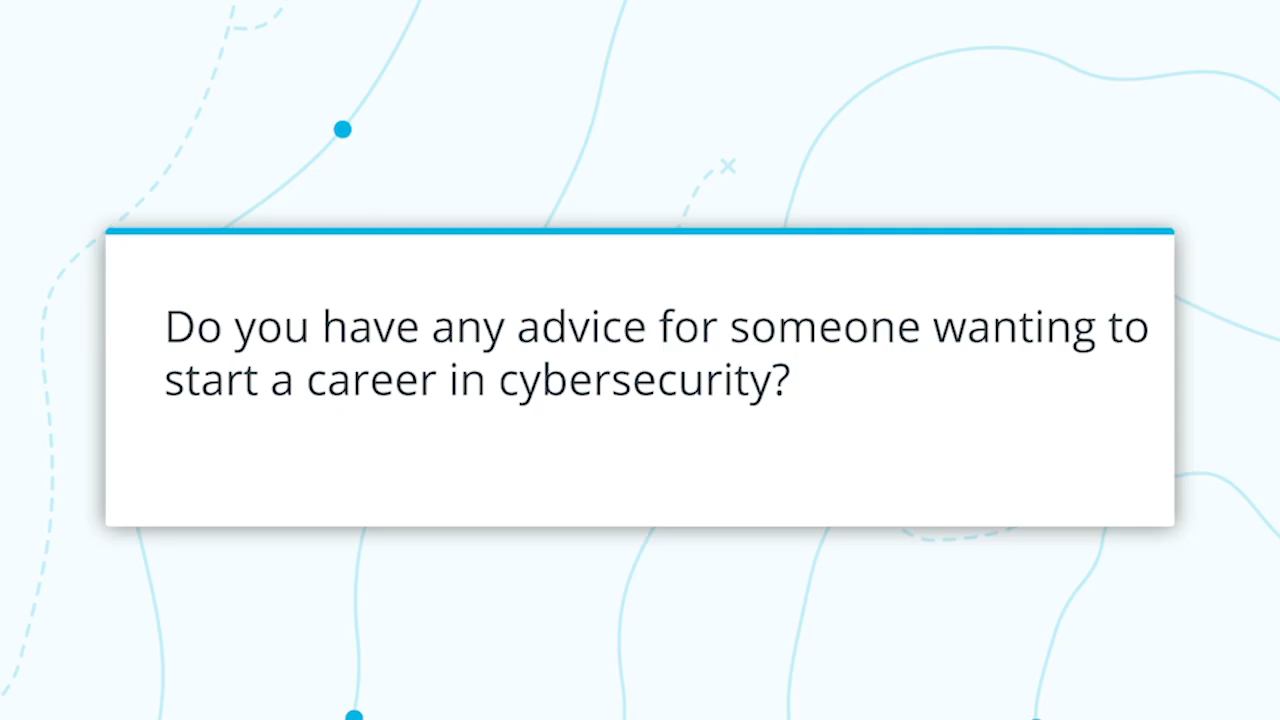 Do you have any advice for someone wanting to
start a career in cybersecurity?